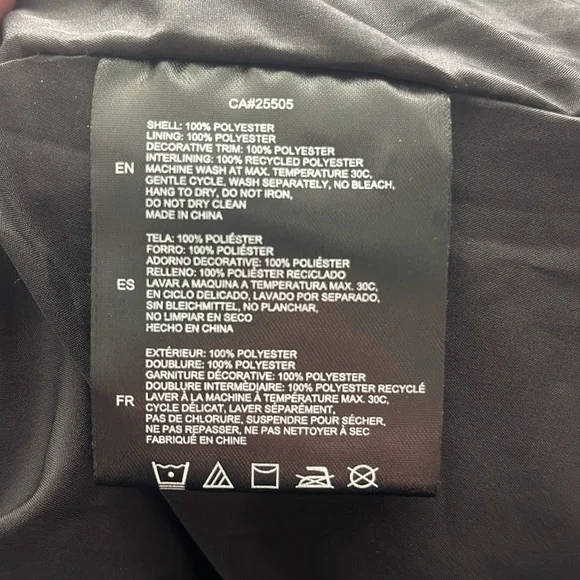 CA#25505
SHELL: 100% POLYESTER
LINING: 100% POLYESTER
DECORATIVE TRIM: 100% POLYESTER
INTERLINING: 100% RECYCLED POLYESTER
EN
MACHINE WASH AT MAX. TEMPERATURE 30C,
GENTLE CYCLE, WASH SEPARATELY, NO BLEACH,
HANG TO DRY, DO NOT IRON,
DO NOT DRY CLEAN
MADE IN CHINA
TELA: 100% POLIÉSTER
FORRO: 100% POLIÉSTER
ADORNO DECORATIVE: 100% POLIÉSTER
RELLENO: 100% POLIÉSTER RECICLADO
ES
LAVAR A MAQUINA A TEMPERATURA MAX. 30C,
EN CICLO DELICADO, LAVADO POR SEPARADO,
SIN BLEICHMITTEL, NO PLANCHAR,
NO LIMPIAR EN SECO
HECHO EN CHINA
EXTÉRIEUR: 100% POLYESTER
DOUBLURE: 100% POLYESTER
GARNITURE DÉCORATIVE: 100% POLYESTER
DOUBLURE INTERMÉDIAIRE: 100% POLYESTER RECYCLÉ
FR
LAVER À LA MACHINE À TEMPÉRATURE MAX. 30C,
CYCLE DÉLICAT, LAVER SÉPARÉMENT,
PAS DE CHLORURE, SUSPENDRE POUR SÉCHER,
NE PAS REPASSER, NE PAS NETTOYER À SEC
FABRIQUÉ EN CHINE